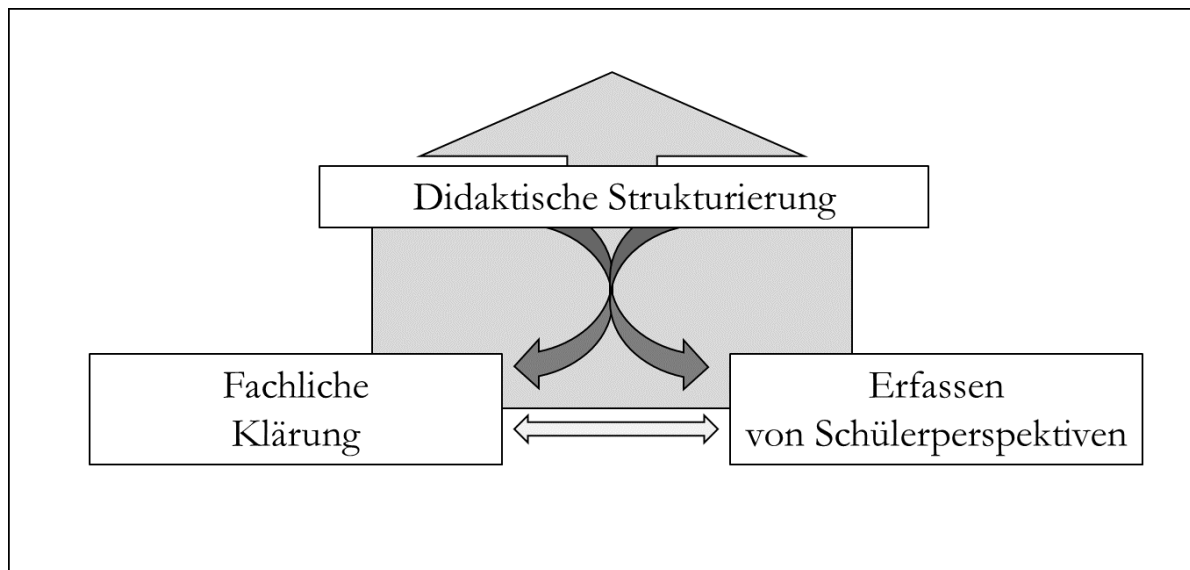 Didaktische Strukturierung
Fachliche
Klärung
Erfassen
von Schülerperspektiven